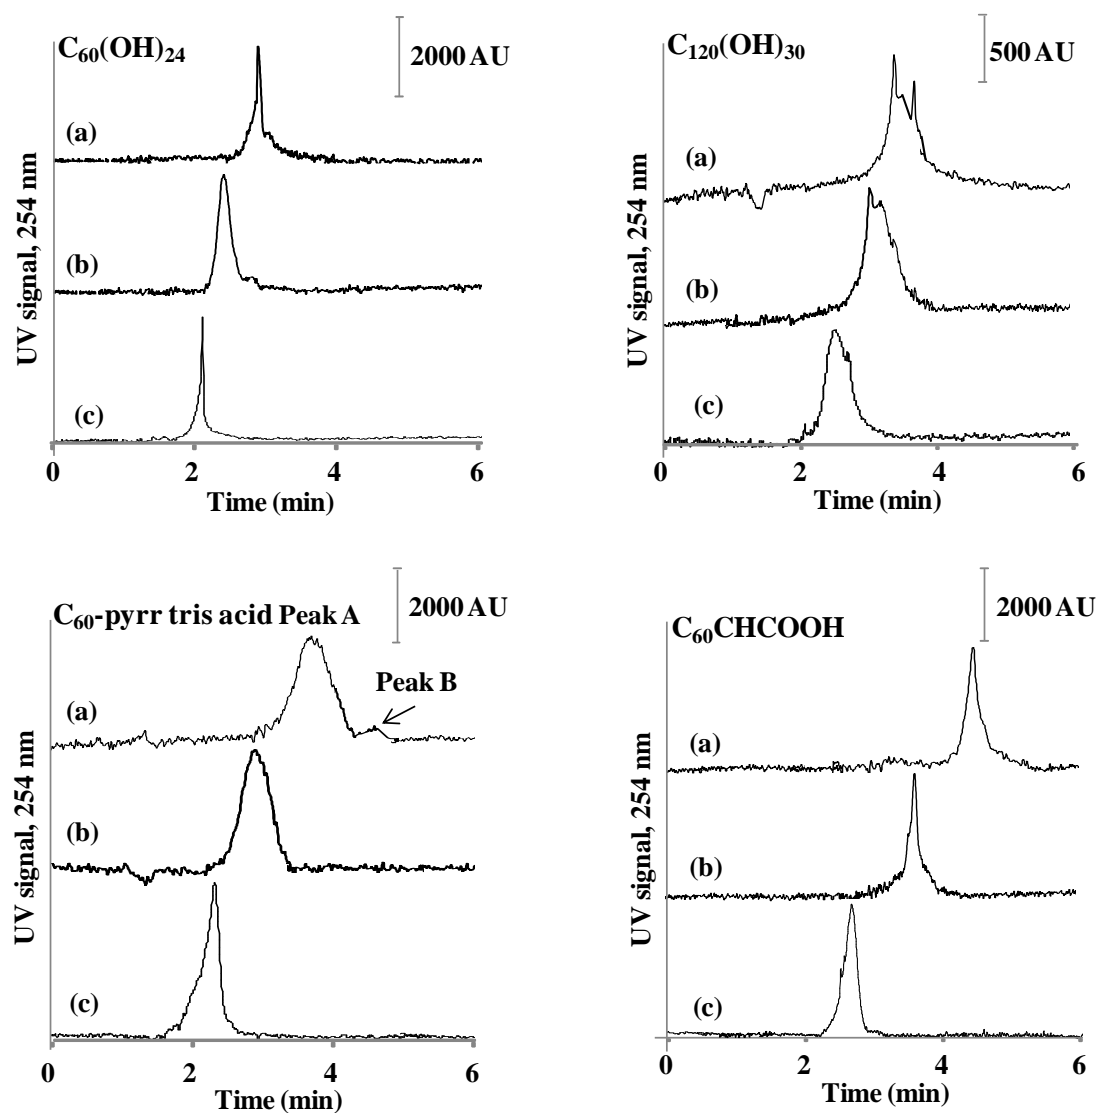 C₆₀(OH)₂₄
2000 AU
(a)
(b)
(c)
UV signal, 254 nm
0 2 4 6
Time (min)
C₁₂₀(OH)₃₀
500 AU
(a)
(b)
(c)
UV signal, 254 nm
0 2 4 6
Time (min)
C₆₀-pyrr tris acid Peak A
2000 AU
Peak B
(a)
(b)
(c)
UV signal, 254 nm
0 2 4 6
Time (min)
C₆₀CHCOOH
2000 AU
(a)
(b)
(c)
UV signal, 254 nm
0 2 4 6
Time (min)